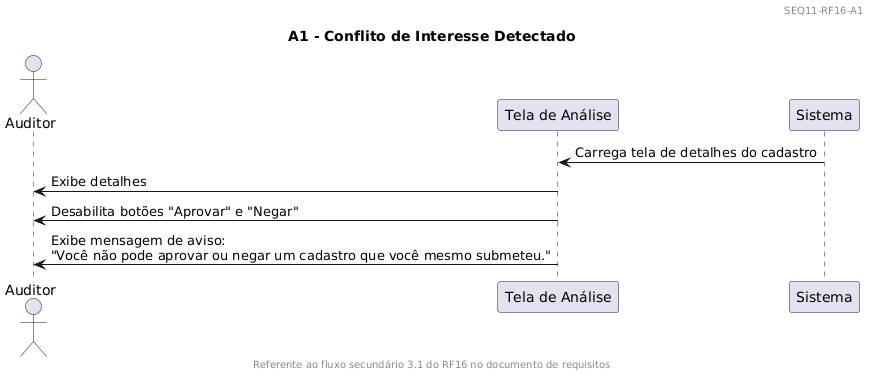 SEQ11-RF16-A1
A1 - Conflito de Interesse Detectado
Auditor
Tela de Análise
Sistema
Carrega tela de detalhes do cadastro
Exibe detalhes
Desabilita botões "Aprovar" e "Negar"
Exibe mensagem de aviso:
"Você não pode aprovar ou negar um cadastro que você mesmo submeteu."
Auditor
Tela de Análise
Sistema
Referente ao fluxo secundário 3.1 do RF16 no documento de requisitos